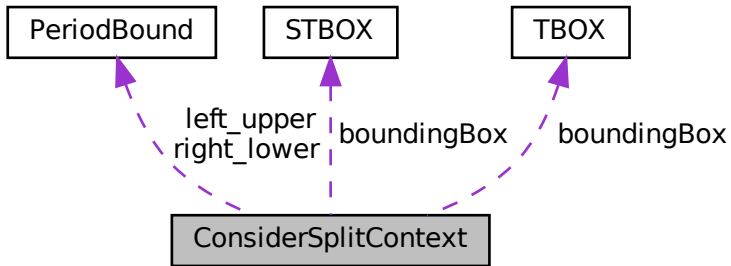 PeriodBound
STBOX
TBOX
left_upper
right_lower
boundingBox
boundingBox
ConsiderSplitContext